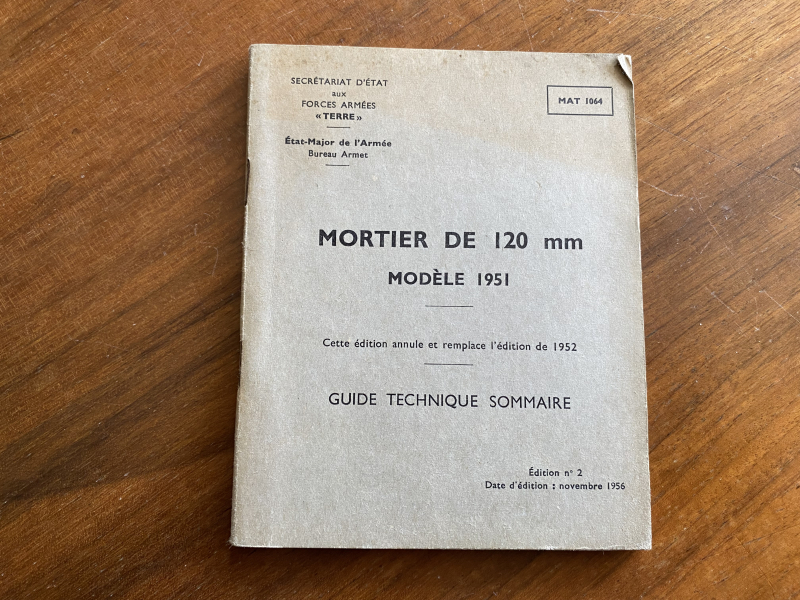 SECRÉTARIAT D'ÉTAT
aux
FORCES ARMÉES
« TERRE »
État-Major de l'Armée
Bureau Armet
MAT 1064
MORTIER DE 120 mm
MODÈLE 1951
Cette édition annule et remplace l'édition de 1952
GUIDE TECHNIQUE SOMMAIRE
Édition n° 2
Date d'édition : novembre 1956